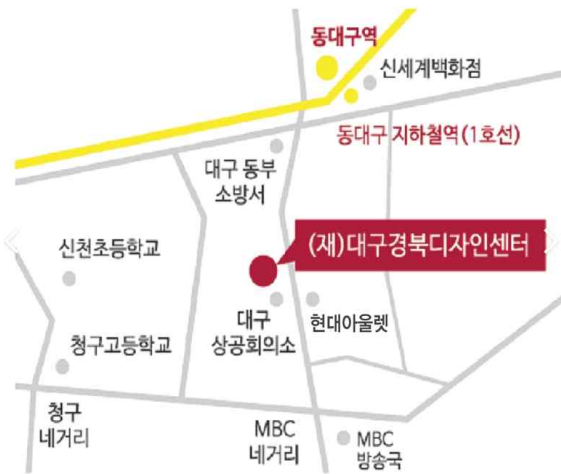 동대구역
신세계백화점
동대구 지하철역(1호선)
대구 동부
소방서
(재)대구경북디자인센터
신천초등학교
대구
상공회의소
현대아울렛
청구고등학교
청구
네거리
MBC
네거리
MBC
방송국